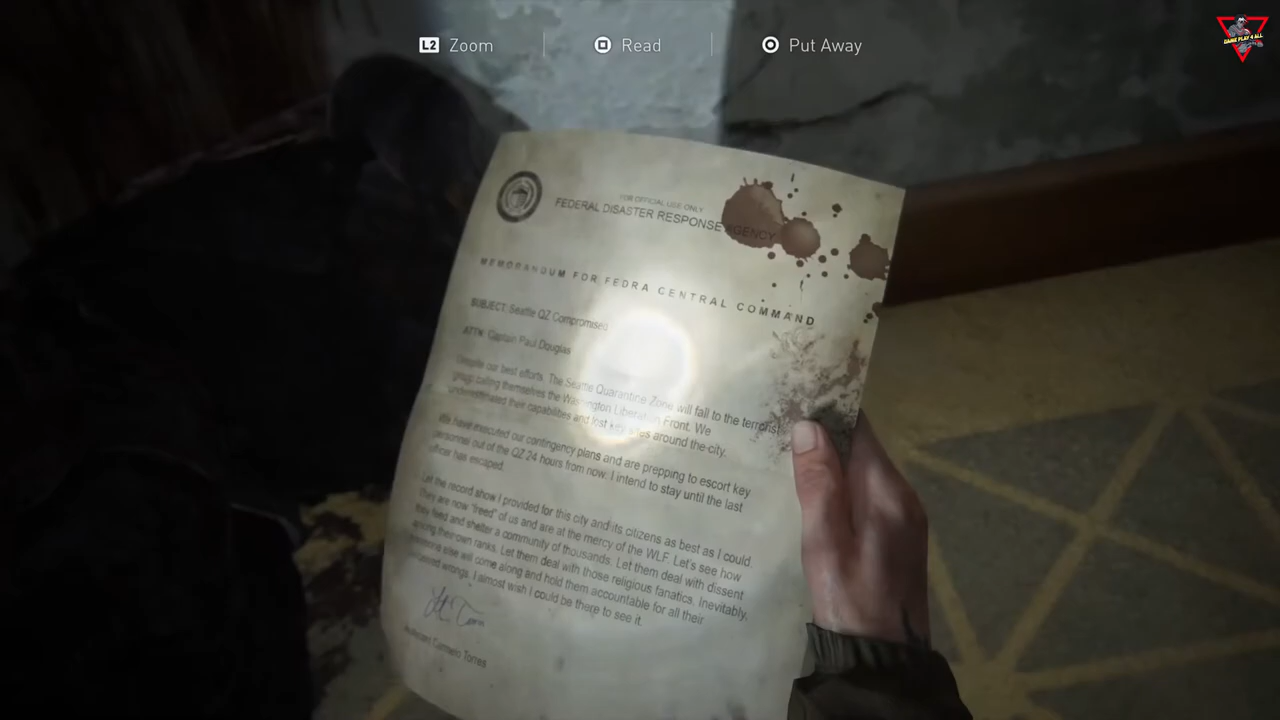 L2 Zoom
Read
Put Away
GAME PLAY 4 ALL
FOR OFFICIAL USE ONLY
FEDERAL DISASTER RESPONSE AGENCY
MEMORANDUM FOR FEDRA CENTRAL COMMAND
SUBJECT: Seattle QZ Compromised
ATTN: Captain Paul Douglas
Despite our best efforts. The Seattle Quarantine Zone will fall to the terrorist
group calling themselves the Washington Liberation Front. We
underestimated their capabilities and lost key sites around the city.
We have executed our contingency plans and are prepping to escort key
personnel out of the QZ 24 hours from now. I intend to stay until the last
officer has escaped.
Let the record show I provided for this city and its citizens as best as I could.
They are now "freed" of us and are at the mercy of the WLF. Let's see how
they feed and shelter a community of thousands. Let them deal with dissent
among their own ranks. Let them deal with those religious fanatics. Inevitably,
someone else will come along and hold them accountable for all their
wrongs. I almost wish I could be there to see it.
Lieutenant Carmelo Torres